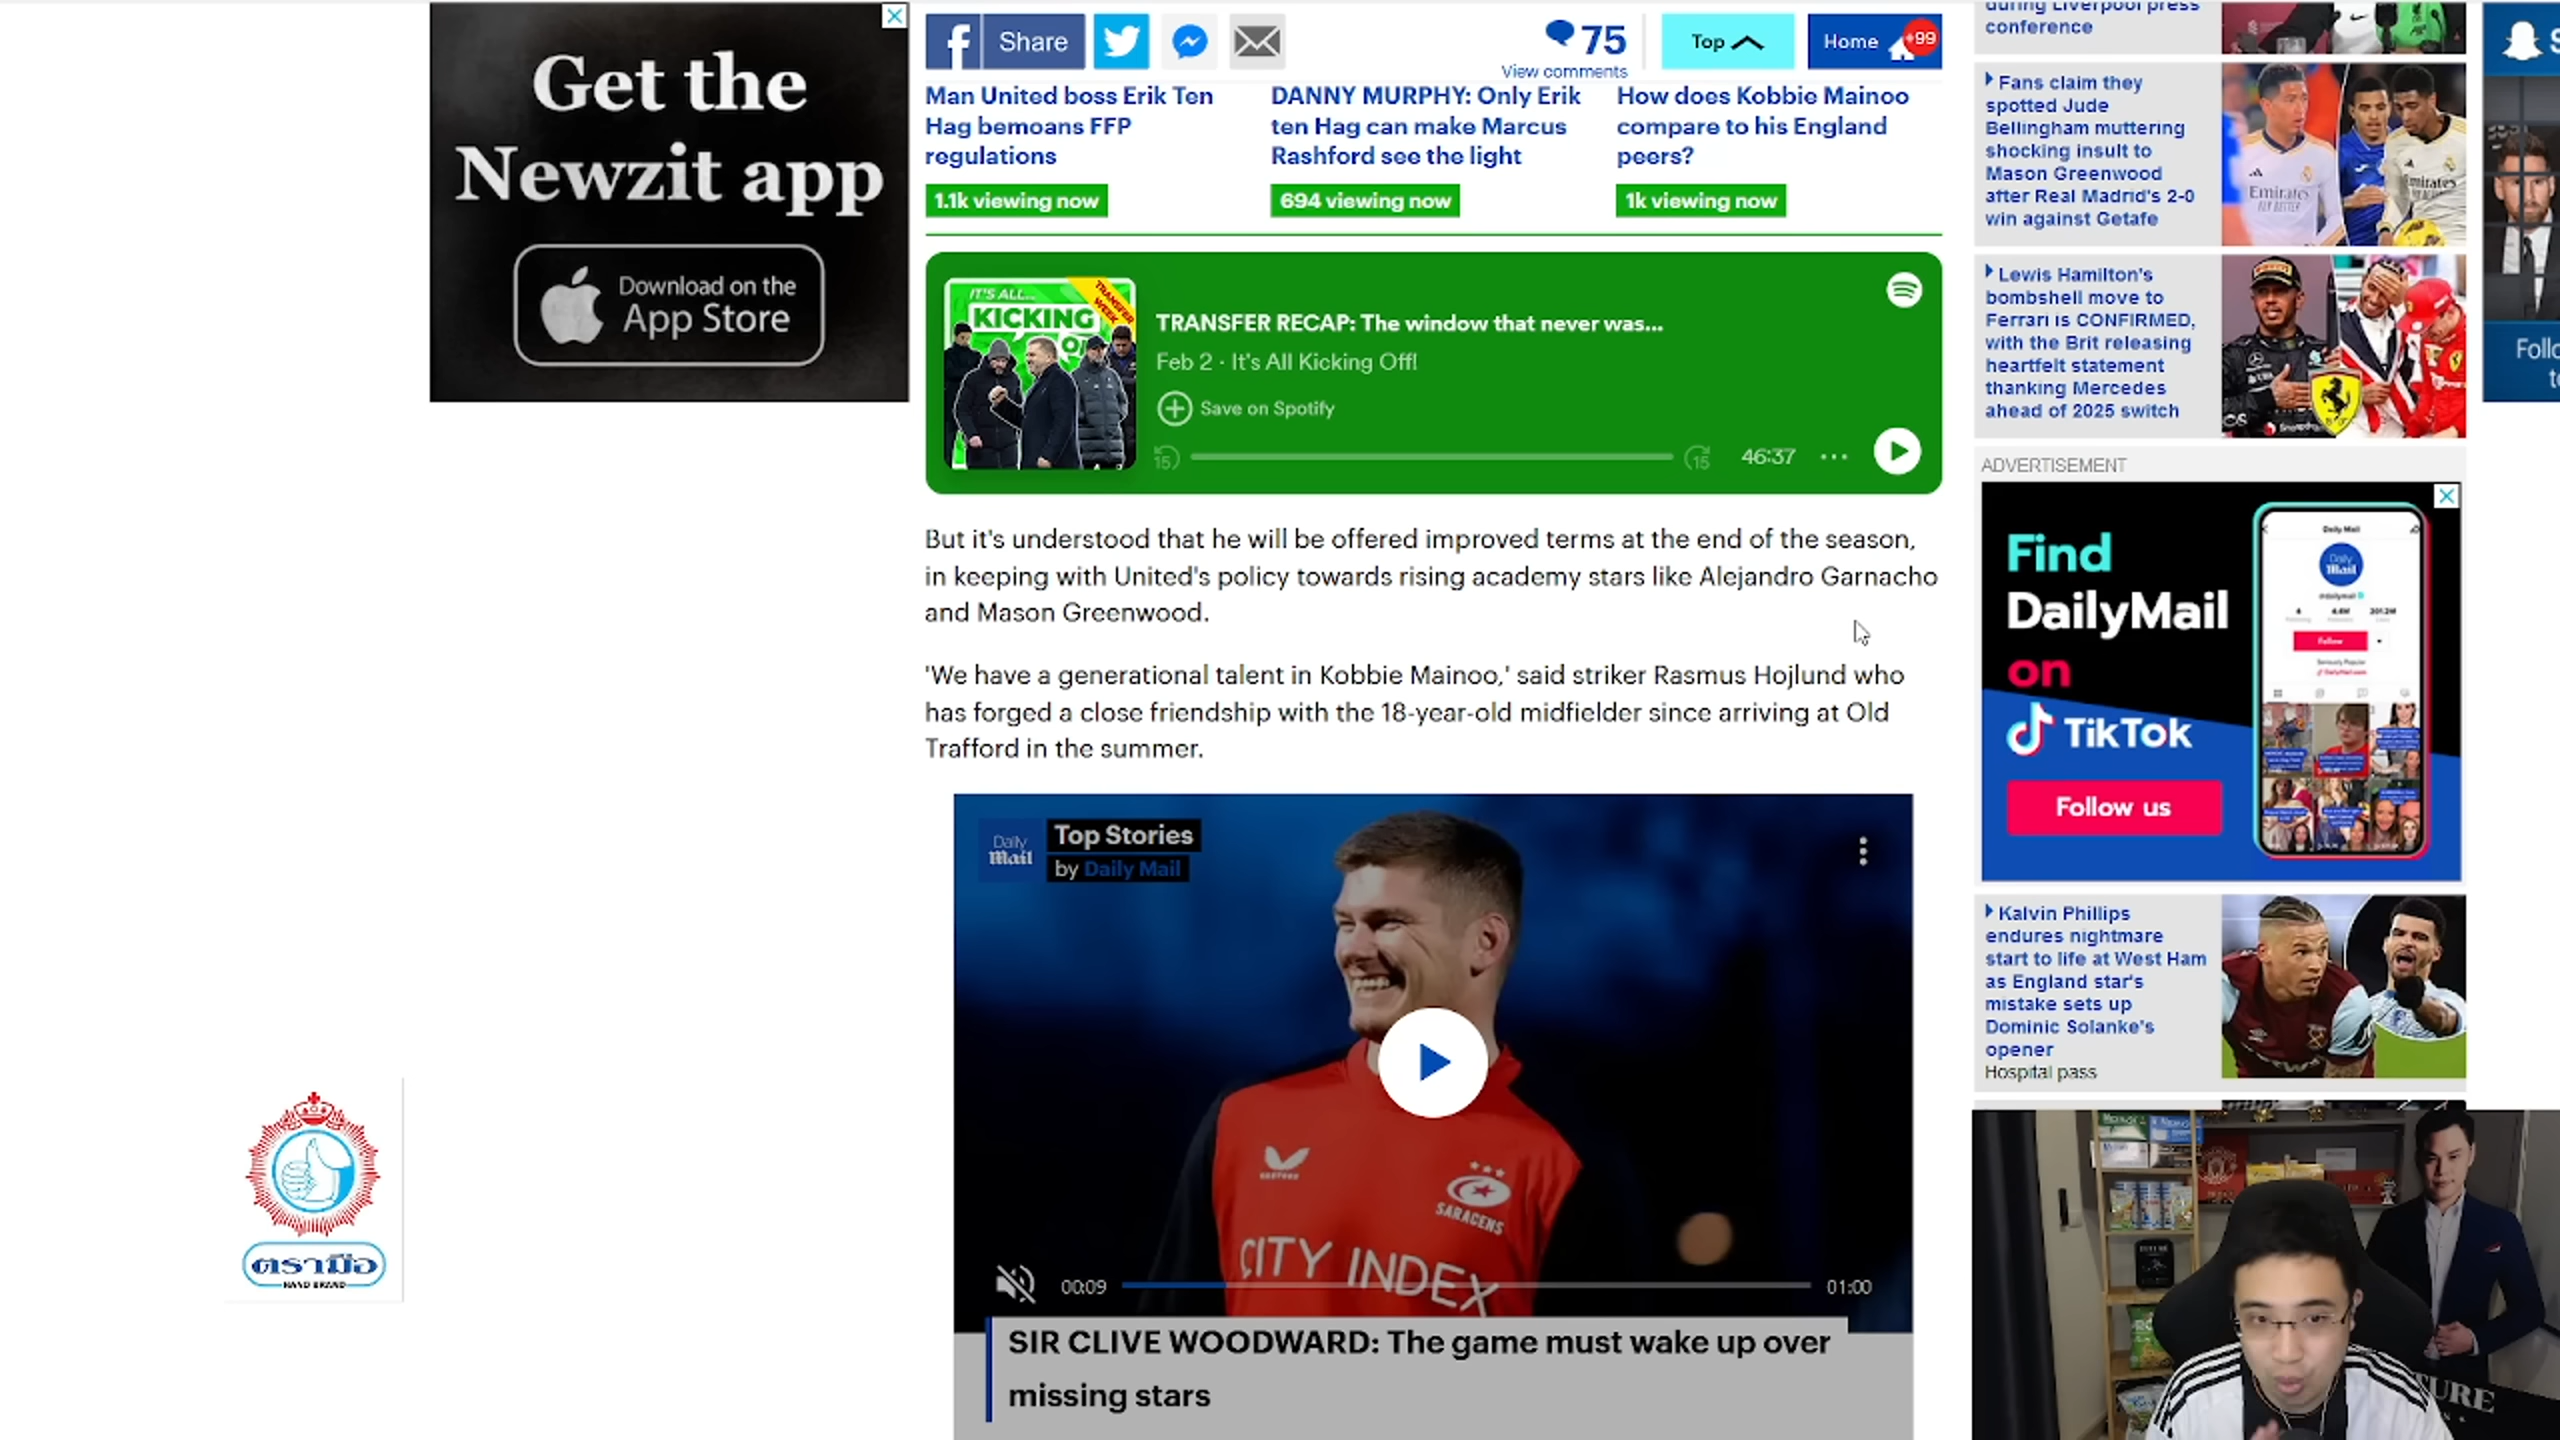 Get the
Newzit app
Download on the
App Store
Share
75
View comments
Top
Home
+99
Man United boss Erik Ten
Hag bemoans FFP
regulations
1.1k viewing now
DANNY MURPHY: Only Erik
ten Hag can make Marcus
Rashford see the light
694 viewing now
How does Kobbie Mainoo
compare to his England
peers?
1k viewing now
IT'S ALL...
KICKING
TRANSFER
WEEK
TRANSFER RECAP: The window that never was...
Feb 2 · It's All Kicking Off!
Save on Spotify
15
15
46:37
But it's understood that he will be offered improved terms at the end of the season,
in keeping with United's policy towards rising academy stars like Alejandro Garnacho
and Mason Greenwood.
'We have a generational talent in Kobbie Mainoo,' said striker Rasmus Hojlund who
has forged a close friendship with the 18-year-old midfielder since arriving at Old
Trafford in the summer.
Daily
Mail
Top Stories
by Daily Mail
SARACENS
CITY INDEX
00:09
01:00
SIR CLIVE WOODWARD: The game must wake up over
missing stars
during Liverpool press
conference
Fans claim they
spotted Jude
Bellingham muttering
shocking insult to
Mason Greenwood
after Real Madrid's 2-0
win against Getafe
Emirates
Lewis Hamilton's
bombshell move to
Ferrari is CONFIRMED,
with the Brit releasing
heartfelt statement
thanking Mercedes
ahead of 2025 switch
ADVERTISEMENT
Find
DailyMail
on
TikTok
Follow us
Daily Mail
Follow
Kalvin Phillips
endures nightmare
start to life at West Ham
as England star's
mistake sets up
Dominic Solanke's
opener
Hospital pass
ตรามือ
HAND BRAND